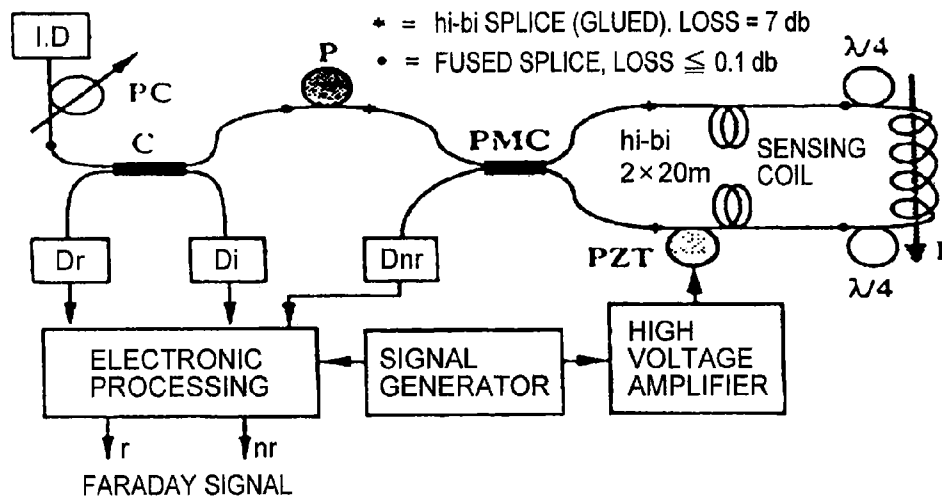 I.D
PC
* = hi-bi SPLICE (GLUED). LOSS = 7 db
• = FUSED SPLICE, LOSS ≦ 0.1 db
P
C
PMC
hi-bi
2×20m
SENSING
COIL
λ/4
λ/4
I
PZT
Dr
Di
Dnr
ELECTRONIC
PROCESSING
SIGNAL
GENERATOR
HIGH
VOLTAGE
AMPLIFIER
r
nr
FARADAY SIGNAL